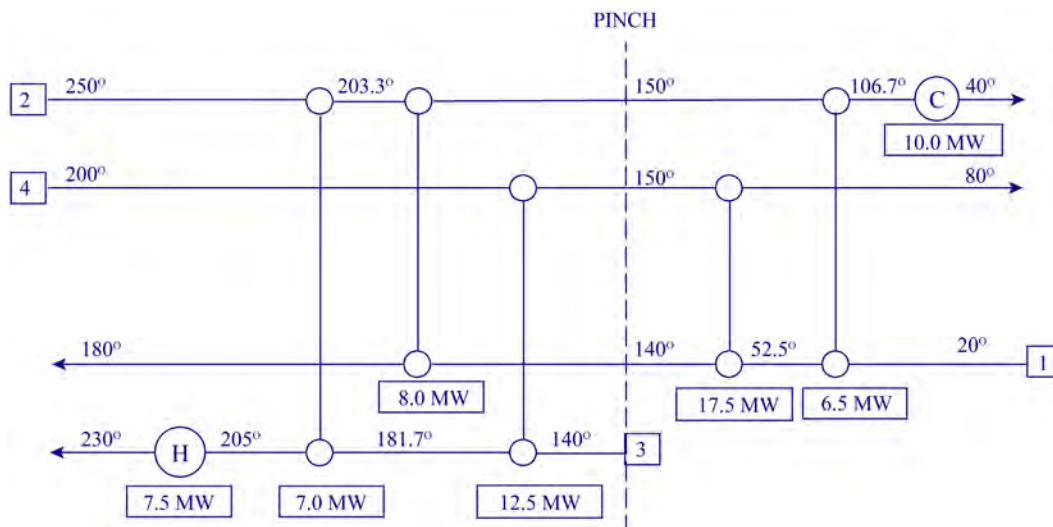 PINCH
2 250° 203.3° 150° 106.7° C 40°
10.0 MW
4 200° 150° 80°
180° 140° 52.5° 20° 1
8.0 MW 17.5 MW 6.5 MW
230° H 205° 181.7° 140° 3
7.5 MW 7.0 MW 12.5 MW